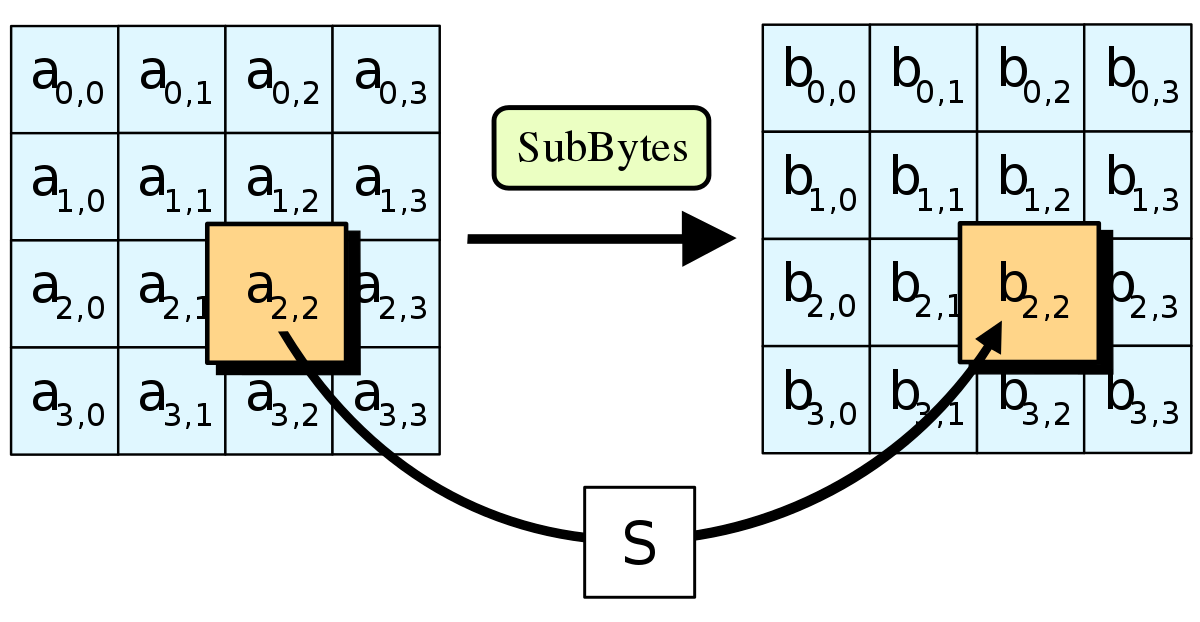 a0,0 a0,1 a0,2 a0,3
a1,0 a1,1 a1,2 a1,3
a2,0 a2,1 a2,2 a2,3
a3,0 a3,1 a3,2 a3,3
SubBytes
b0,0 b0,1 b0,2 b0,3
b1,0 b1,1 b1,2 b1,3
b2,0 b2,1 b2,2 b2,3
b3,0 b3,1 b3,2 b3,3
S